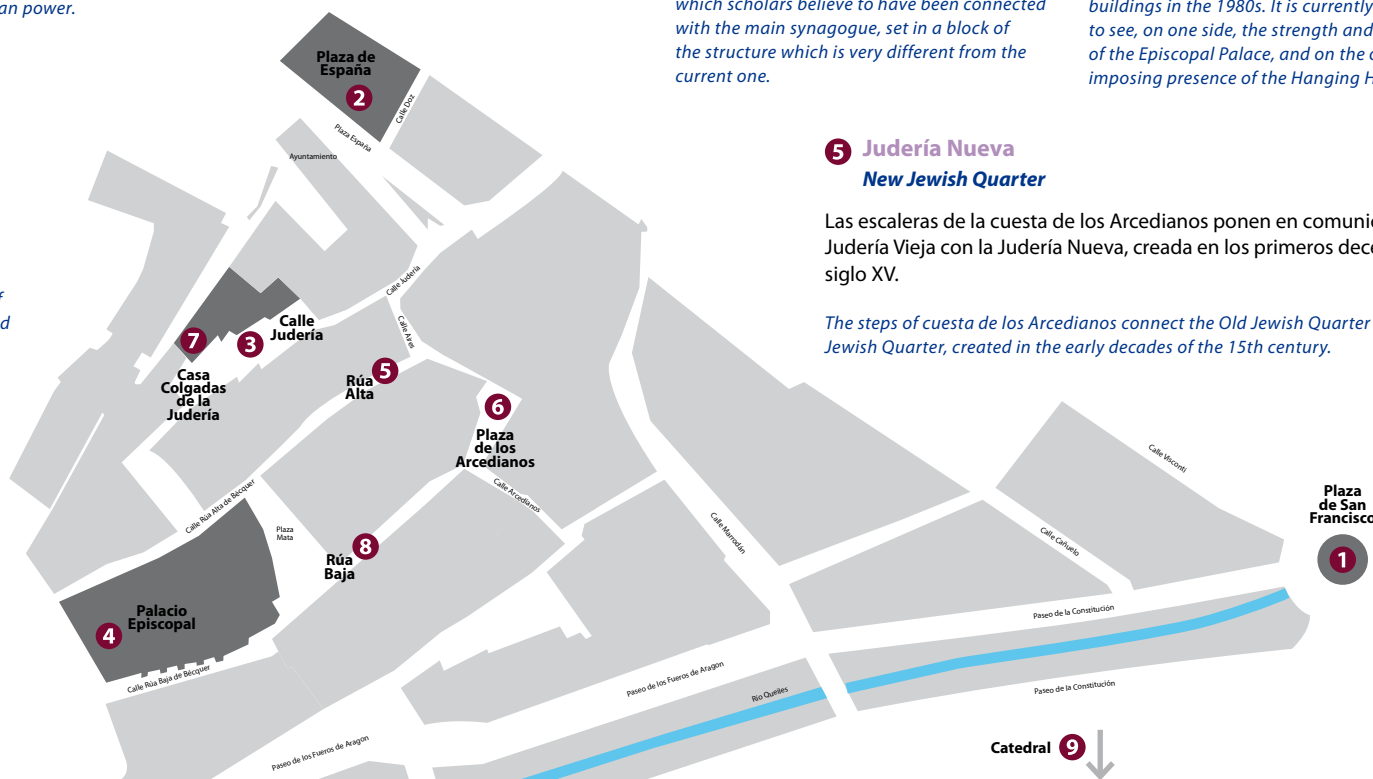 an power.
which scholars believe to have been connected
with the main synagogue, set in a block of
the structure which is very different from the
current one.
buildings in the 1980s. It is currently
to see, on one side, the strength and
of the Episcopal Palace, and on the
imposing presence of the Hanging
5 Judería Nueva
New Jewish Quarter
Las escaleras de la cuesta de los Arcedianos ponen en
Judería Vieja con la Judería Nueva, creada en los primeros
siglo XV.
The steps of cuesta de los Arcedianos connect the Old Jewish Quarter
Jewish Quarter, created in the early decades of the 15th century.
Plaza de
España
2
Calle Doz
Plaza España
Ayuntamiento
Calle Judería
7
3
Calle
Judería
Calle Aires
Casa
Colgadas
de la
Judería
5
Rúa
Alta
6
Plaza
de los
Arcedianos
Calle Arcedianos
Calle Rúa Alta de Bécquer
Plaza
Mata
8
Rúa
Baja
Calle Marrodán
Calle Visconti
Calle Cañuelo
Plaza
de San
Francisco
1
Palacio
Episcopal
4
Calle Rúa Baja de Bécquer
Paseo de la Constitución
Paseo de los Fueros de Aragon
Río Queiles
Paseo de la Constitución
Paseo de los Fueros de Aragon
Catedral 9